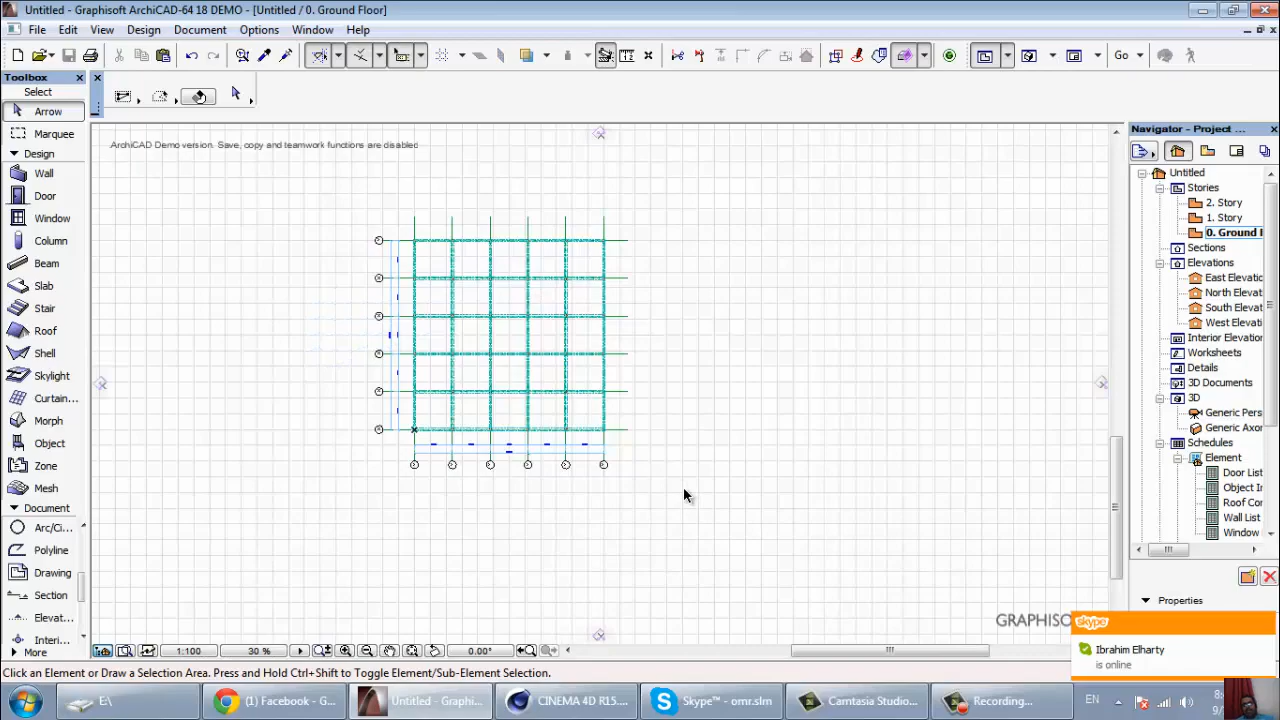 Untitled - Graphisoft ArchiCAD-64 18 DEMO - [Untitled / 0. Ground Floor]
File Edit View Design Document Options Window Help
Go
Toolbox
Select
Arrow
Marquee
Design
Wall
Door
Window
Column
Beam
Slab
Stair
Roof
Shell
Skylight
Curtain...
Morph
Object
Zone
Mesh
Document
Arc/Ci...
Polyline
Drawing
Section
Elevat...
Interi...
More
ArchiCAD Demo version. Save, copy and teamwork functions are disabled
Navigator - Project ...
Untitled
Stories
2. Story
1. Story
0. Ground
Sections
Elevations
East Elevatio
North Elevat
South Elevat
West Elevati
Interior Elevation
Worksheets
Details
3D Documents
3D
Generic Pers
Generic Axon
Schedules
Element
Door List
Object In
Roof Cor
Wall List
Window
Properties
GRAPHISO
skype
Ibrahim Elharty
is online
1:100 30 % 0.00°
Click an Element or Draw a Selection Area. Press and Hold Ctrl+Shift to Toggle Element/Sub-Element Selection.
E:\ (1) Facebook - G... Untitled - Graphi... CINEMA 4D R15.... Skype™ - omr.slm Camtasia Studio... Recording... EN